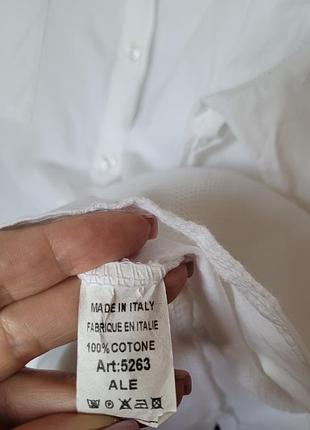 MADE IN ITALY
FABRIQUE EN ITALIE
100% COTONE
Art:5263
ALE